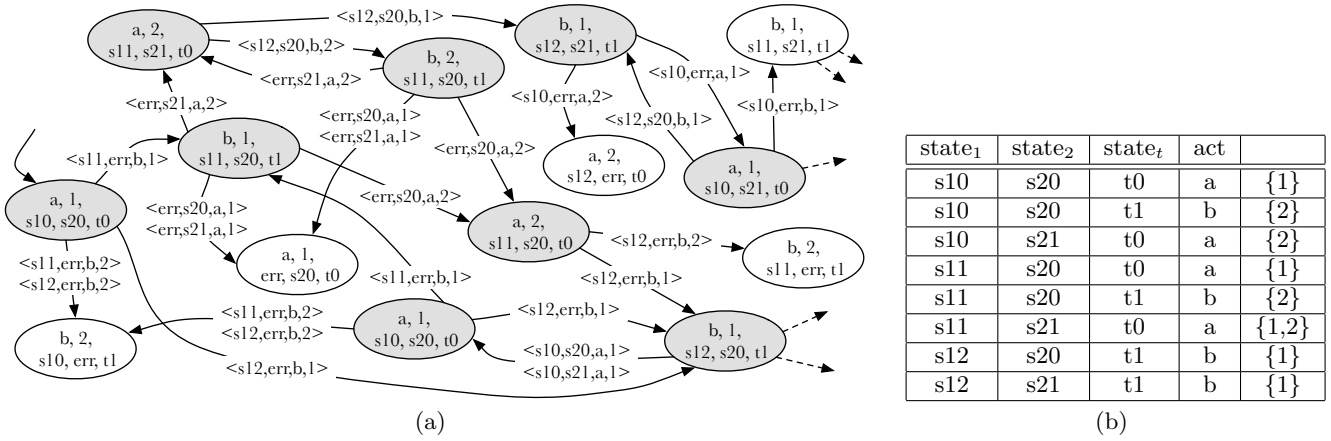 a, 2,
s11, s21, t0
<s12,s20,b,1>
<s12,s20,b,2>
<err,s21,a,2>
b, 2,
s11, s20, t1
b, 1,
s12, s21, t1
b, 1,
s11, s21, t1
<s10,err,a,1>
<s10,err,a,2>
<s12,s20,b,1>
<s10,err,b,1>
<err,s21,a,2>
<err,s20,a,1>
<err,s21,a,1>
<err,s20,a,2>
<s11,err,b,1>
b, 1,
s11, s20, t1
a, 2,
s12, err, t0
a, 1,
s10, s21, t0
a, 1,
s10, s20, t0
<err,s20,a,1>
<err,s21,a,1>
<err,s20,a,2>
a, 2,
s11, s20, t0
<s12,err,b,2>
b, 2,
s11, err, t1
<s11,err,b,2>
<s12,err,b,2>
a, 1,
err, s20, t0
<s11,err,b,1>
<s12,err,b,1>
b, 2,
s10, err, t1
<s11,err,b,2>
<s12,err,b,2>
a, 1,
s10, s20, t0
<s12,err,b,1>
<s10,s20,a,1>
<s10,s21,a,1>
b, 1,
s12, s20, t1
<s12,err,b,1>
(a)
state1 state2 statet act
s10 s20 t0 a {1}
s10 s20 t1 b {2}
s10 s21 t0 a {2}
s11 s20 t0 a {1}
s11 s20 t1 b {2}
s11 s21 t0 a {1,2}
s12 s20 t1 b {1}
s12 s21 t1 b {1}
(b)